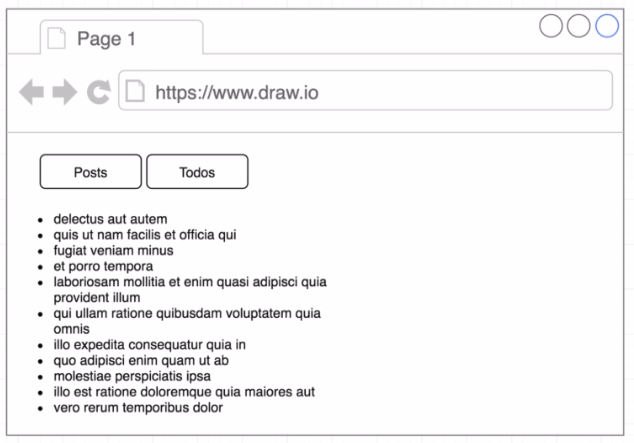 Page 1
https://www.draw.io
Posts
Todos
delectus aut autem
quis ut nam facilis et officia qui
fugiat veniam minus
et porro tempora
laboriosam mollitia et enim quasi adipisci quia
provident illum
qui ullam ratione quibusdam voluptatem quia
omnis
illo expedita consequatur quia in
quo adipisci enim quam ut ab
molestiae perspiciatis ipsa
illo est ratione doloremque quia maiores aut
vero rerum temporibus dolor